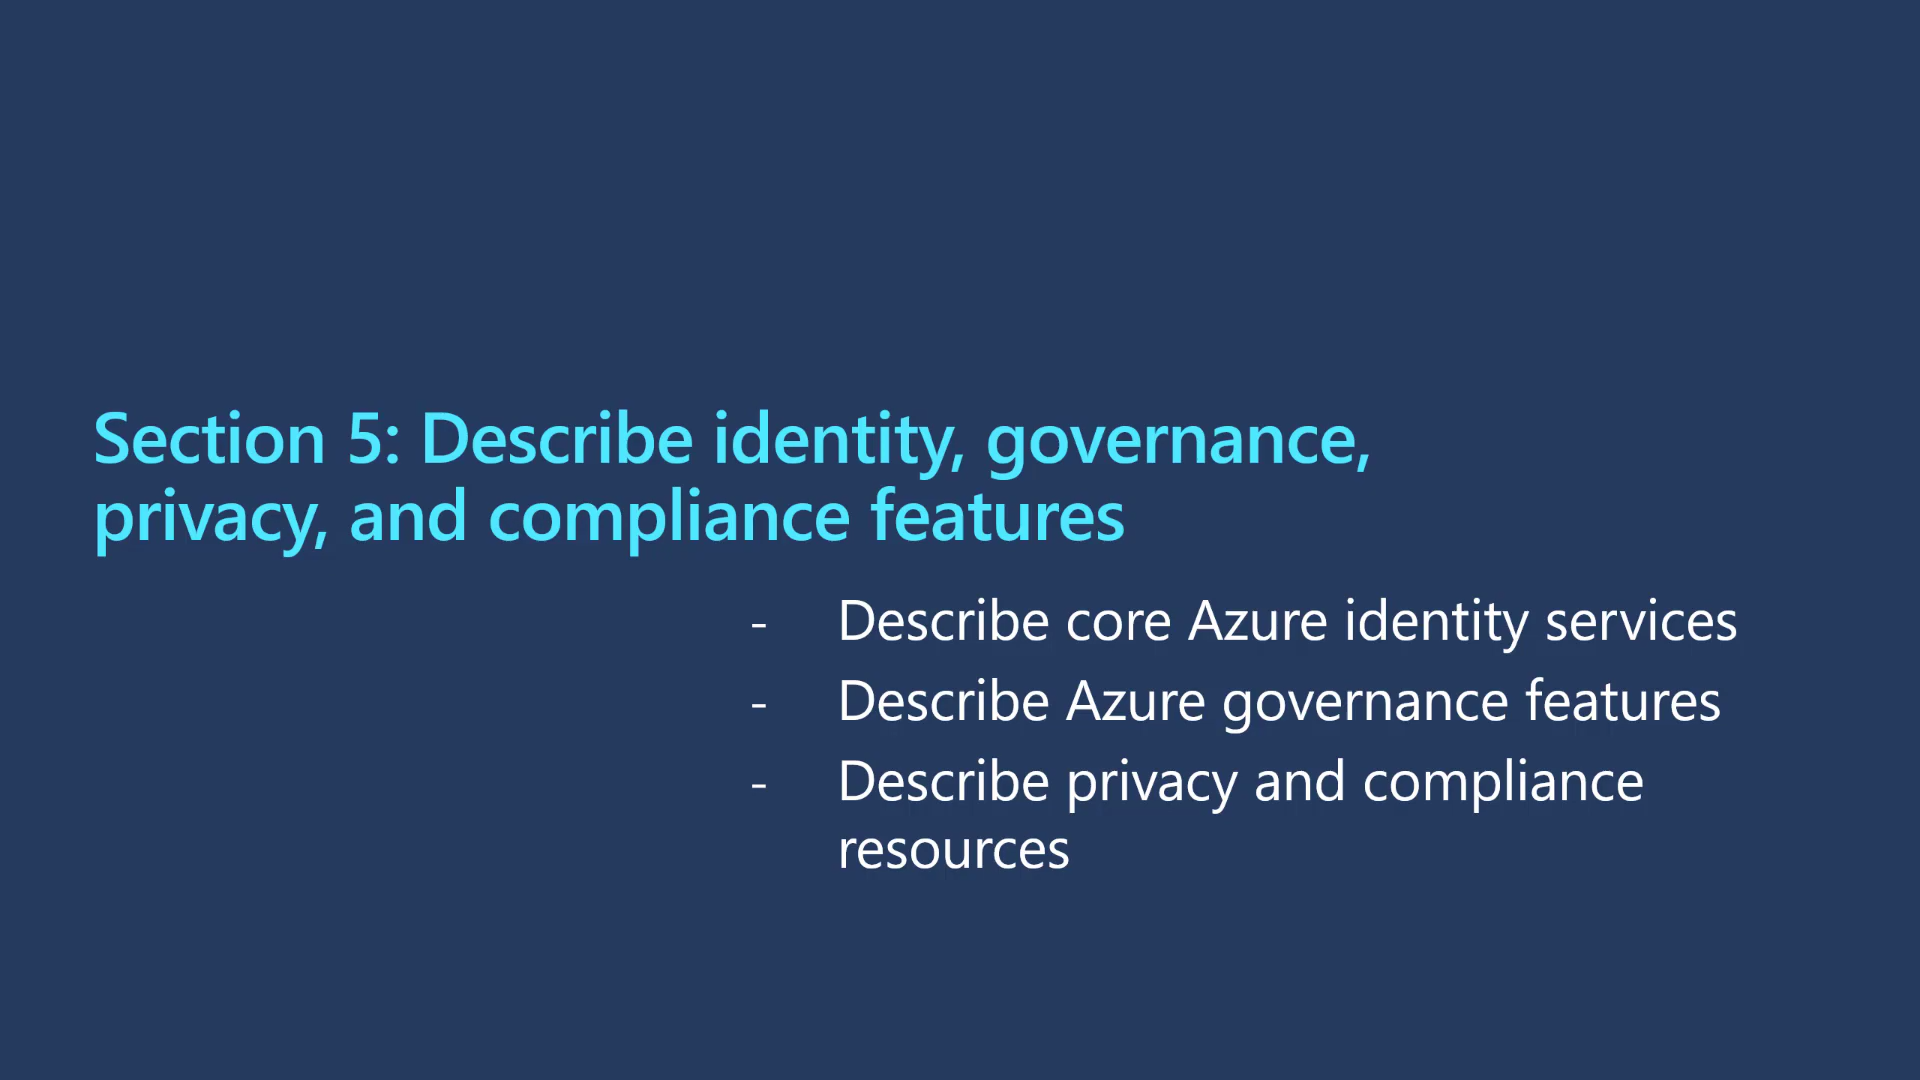 Section 5: Describe identity, governance,
privacy, and compliance features
- Describe core Azure identity services
- Describe Azure governance features
- Describe privacy and compliance
resources